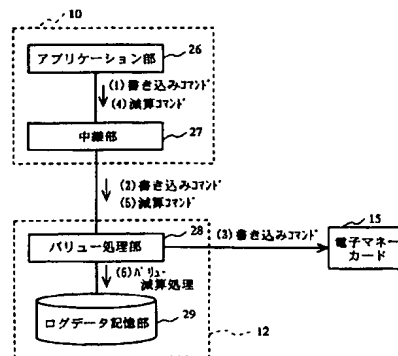 10
アプリケーション部
26
(1)書き込みコマンド
(4)減算コマンド
中継部
27
(2)書き込みコマンド
(5)減算コマンド
バリュー処理部
28
(3)書き込みコマンド
15
電子マネー
カード
(6)バリュー
減算処理
ログデータ記憶部
29
12